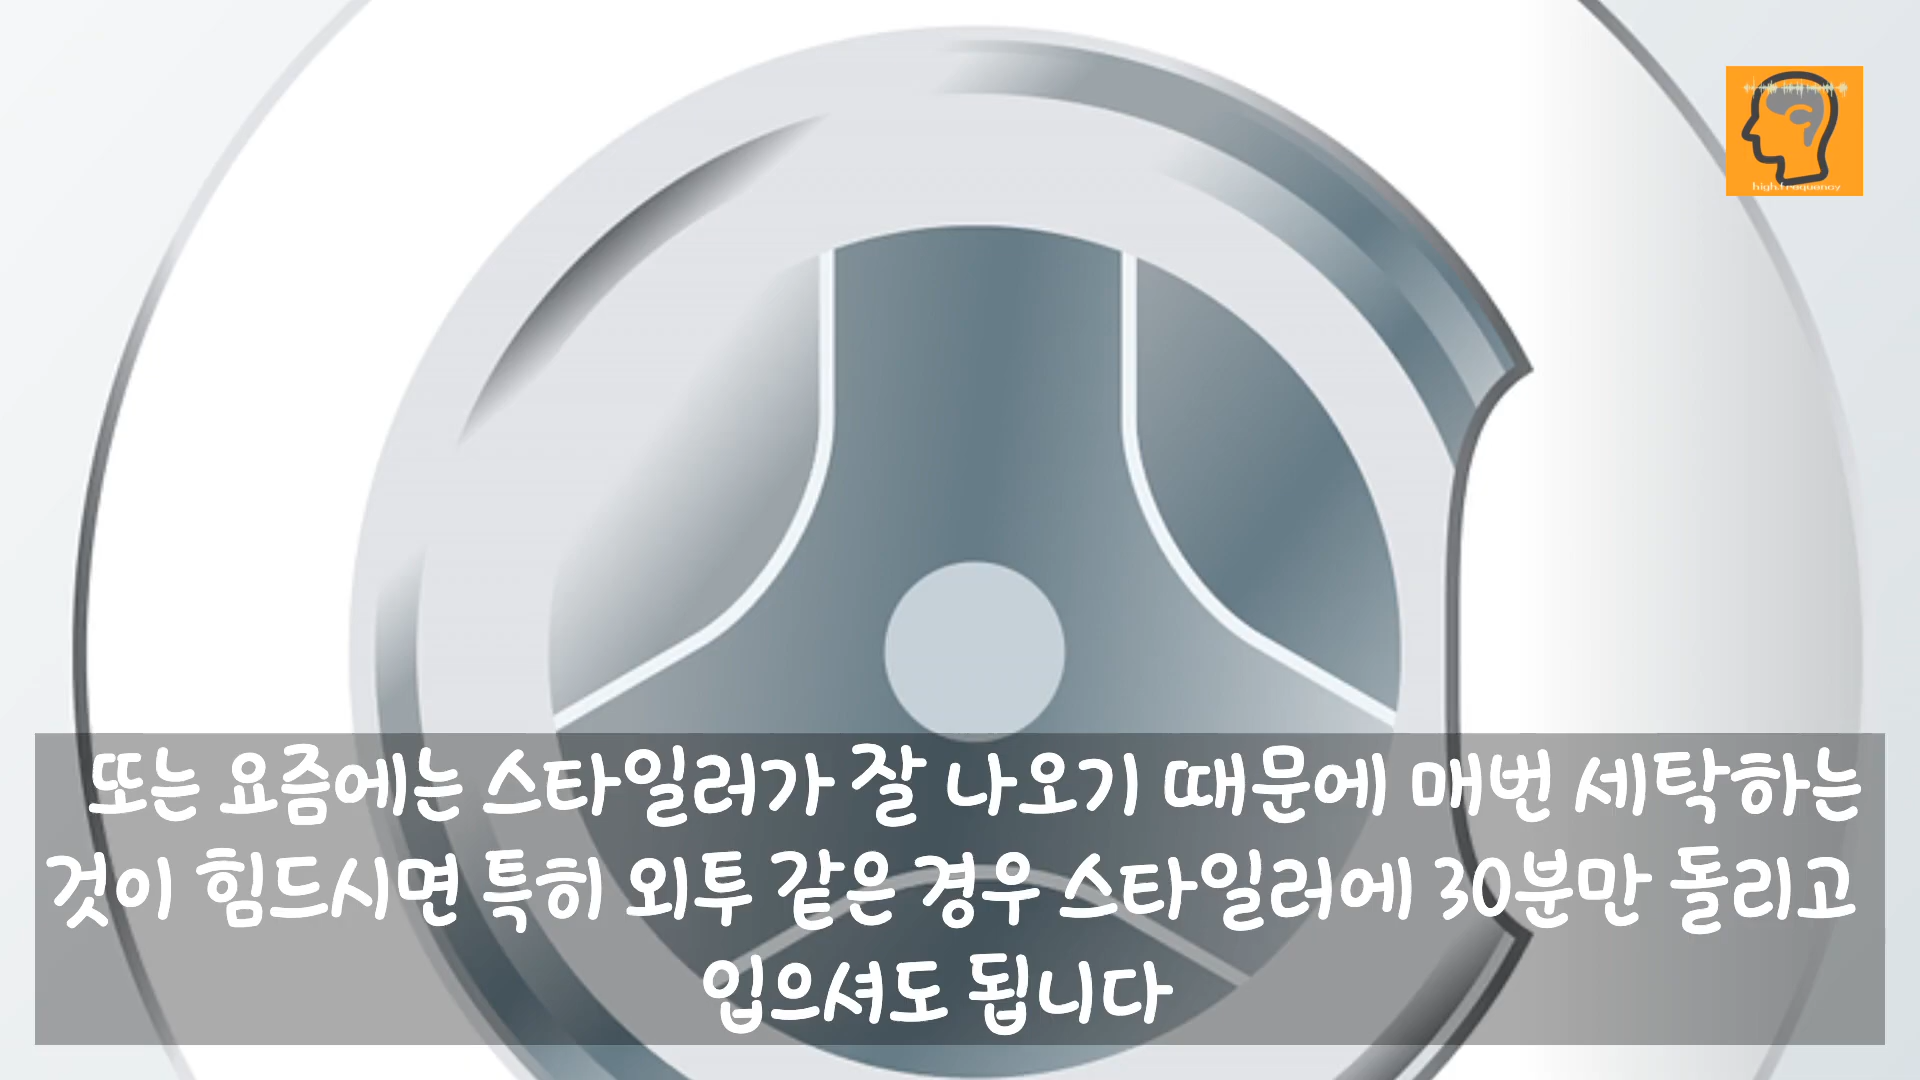 high.frequency
또는 요즘에는 스타일러가 잘 나오기 때문에 매번 세탁하는
것이 힘드시면 특히 외투 같은 경우 스타일러에 30분만 돌리고
입으셔도 됩니다